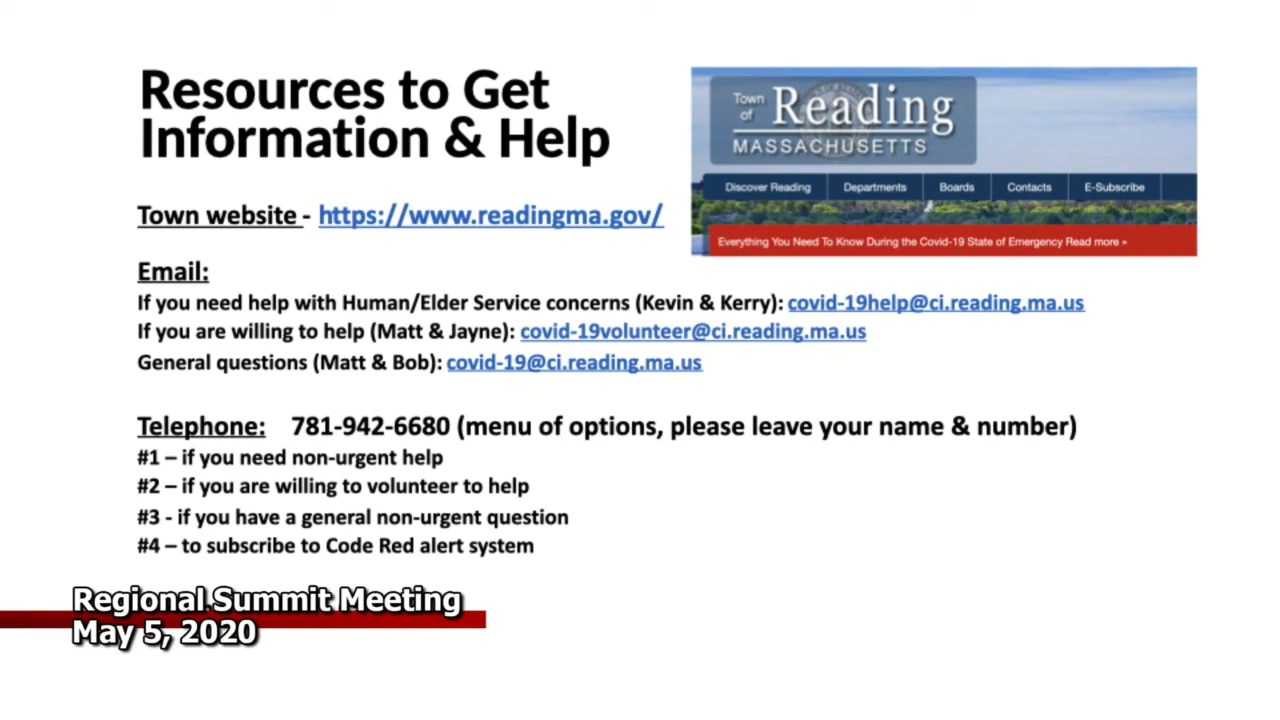 Resources to Get
Information & Help
Town of Reading
MASSACHUSETTS
Discover Reading Departments Boards Contacts E-Subscribe
Everything You Need To Know During the Covid-19 State of Emergency Read more »
Town website - https://www.readingma.gov/
Email:
If you need help with Human/Elder Service concerns (Kevin & Kerry): covid-19help@ci.reading.ma.us
If you are willing to help (Matt & Jayne): covid-19volunteer@ci.reading.ma.us
General questions (Matt & Bob): covid-19@ci.reading.ma.us
Telephone: 781-942-6680 (menu of options, please leave your name & number)
#1 – if you need non-urgent help
#2 – if you are willing to volunteer to help
#3 - if you have a general non-urgent question
#4 – to subscribe to Code Red alert system
Regional Summit Meeting
May 5, 2020